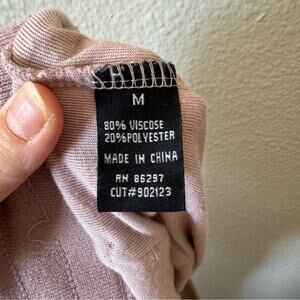 M
80% VISCOSE
20% POLYESTER
MADE IN CHINA
RN 86297
CUT#902123